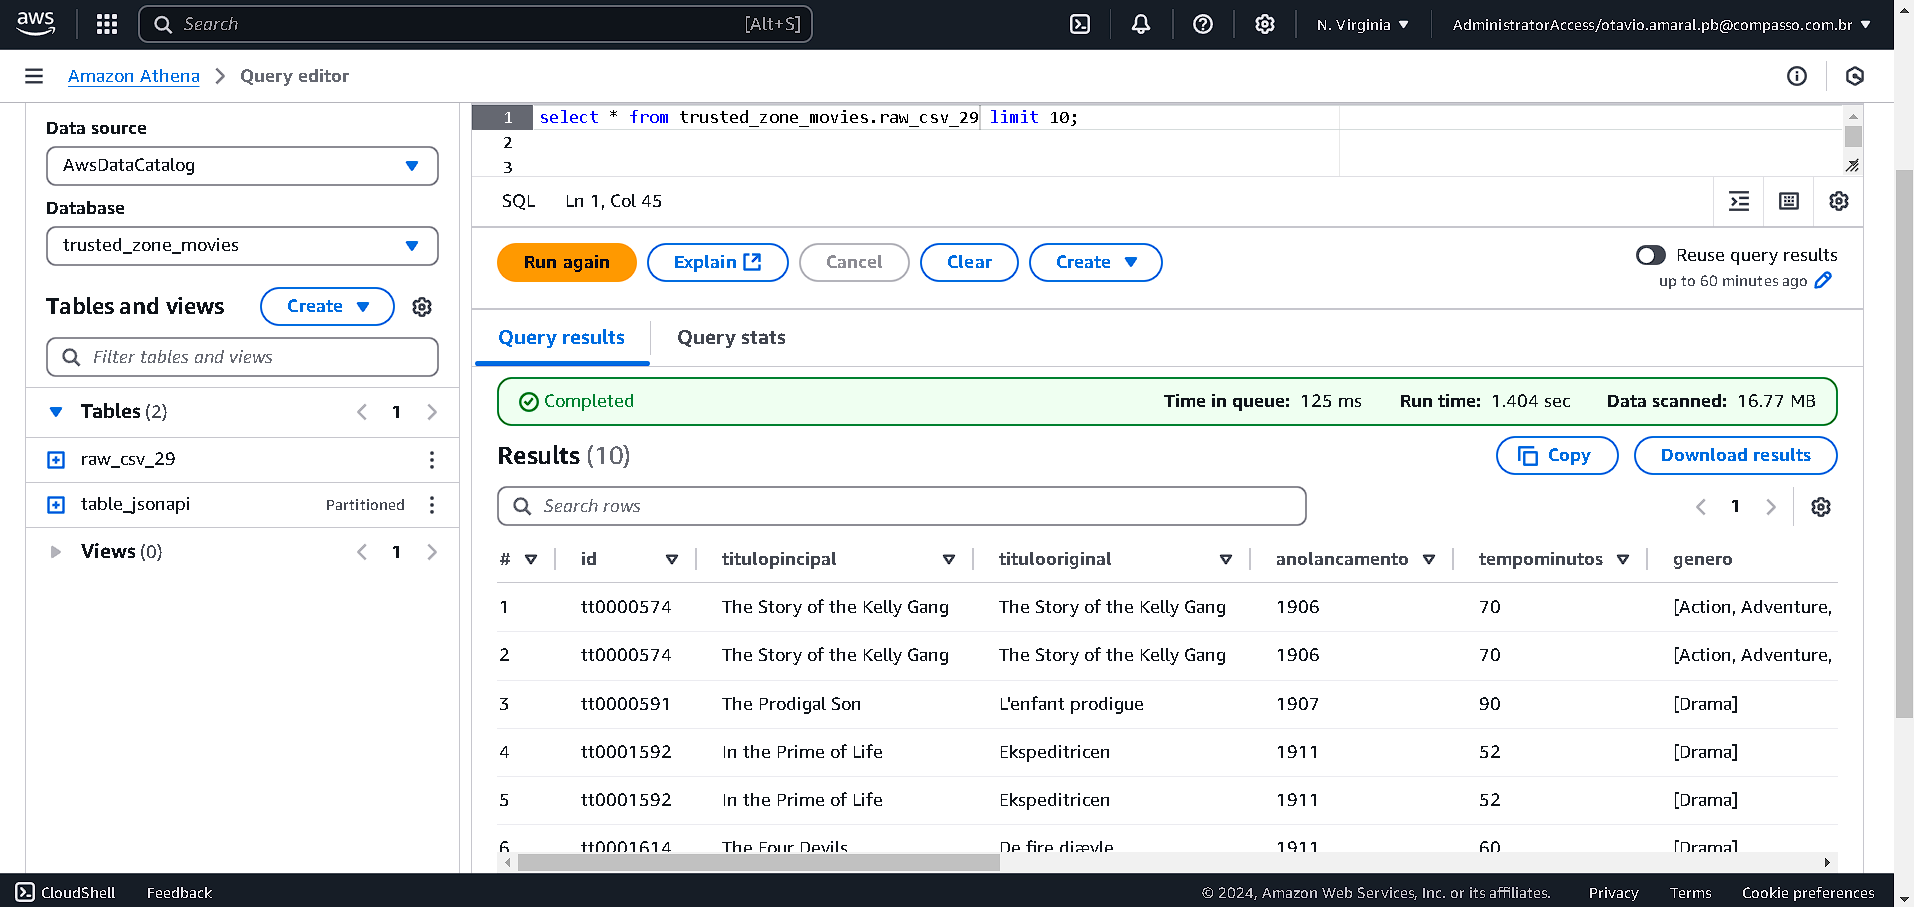 aws
Search [Alt+S]
N. Virginia
AdministratorAccess/otavio.amaral.pb@compasso.com.br
Amazon Athena > Query editor
Data source
AwsDataCatalog
Database
trusted_zone_movies
Tables and views
Create
Filter tables and views
Tables (2)
1
raw_csv_29
table_jsonapi
Partitioned
Views (0)
1
1 select * from trusted_zone_movies.raw_csv_29 limit 10;
2
3
SQL Ln 1, Col 45
Run again
Explain
Cancel
Clear
Create
Reuse query results
up to 60 minutes ago
Query results
Query stats
Completed
Time in queue: 125 ms
Run time: 1.404 sec
Data scanned: 16.77 MB
Results (10)
Copy
Download results
Search rows
1
# id titulopincipal titulooriginal anolancamento tempominutos genero
1 tt0000574 The Story of the Kelly Gang The Story of the Kelly Gang 1906 70 [Action, Adventure,
2 tt0000574 The Story of the Kelly Gang The Story of the Kelly Gang 1906 70 [Action, Adventure,
3 tt0000591 The Prodigal Son L'enfant prodigue 1907 90 [Drama]
4 tt0001592 In the Prime of Life Ekspeditricen 1911 52 [Drama]
5 tt0001592 In the Prime of Life Ekspeditricen 1911 52 [Drama]
6 tt0001614 The Four Devils De fire djævle 1911 60 [Drama]
CloudShell
Feedback
© 2024, Amazon Web Services, Inc. or its affiliates.
Privacy
Terms
Cookie preferences